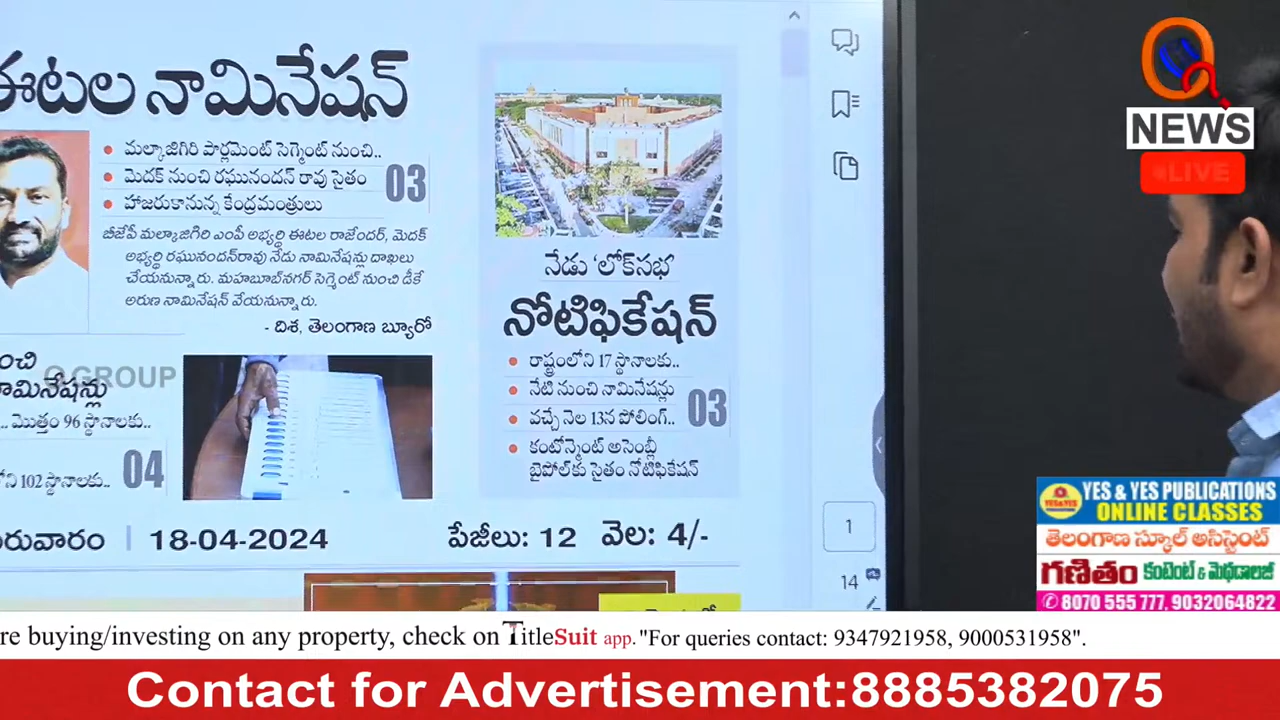 ఈటల నామినేషన్
మల్కాజిగిరి పార్లమెంట్ సెగ్మెంట్ నుంచి..
మెదక్ నుంచి రఘునందన్ రావు సైతం
హాజరుకానున్న కేంద్రమంత్రులు
03
బీజేపీ మల్కాజిగిరి ఎంపీ అభ్యర్థి ఈటల రాజేందర్, మెదక్
అభ్యర్థి రఘునందన్‌రావు నేడు నామినేషన్లు దాఖలు
చేయనున్నారు. మహబూబ్‌నగర్ సెగ్మెంట్ నుంచి డీకే
అరుణ నామినేషన్ వేయనున్నారు.
- దిశ, తెలంగాణ బ్యూరో
GROUP
.. మొత్తం 96 స్థానాలకు..
102 స్థానాలకు..
04
నేడు ‘లోక్‌సభ’
నోటిఫికేషన్
రాష్ట్రంలోని 17 స్థానాలకు..
నేటి నుంచి నామినేషన్లు
వచ్చే నెల 13న పోలింగ్..
కంటోన్మెంట్ అసెంబ్లీ
బైపోల్‌కు సైతం నోటిఫికేషన్
03
18-04-2024
పేజీలు: 12 వెల: 4/-
1
14
Q
NEWS
LIVE
YES & YES PUBLICATIONS
ONLINE CLASSES
తెలంగాణ స్కూల్ అసిస్టెంట్
గణితం కంటెంట్ & మెథడాలజీ
8070 555 777, 9032064822
re buying/investing on any property, check on TitleSuit app. "For queries contact: 9347921958, 9000531958".
Contact for Advertisement:8885382075